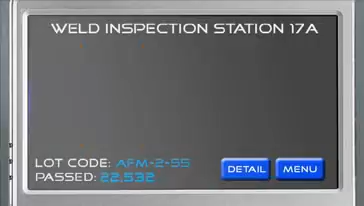 WELD INSPECTION STATION 17A
LOT CODE: AFM-2-55
PASSED: 22,532
DETAIL MENU